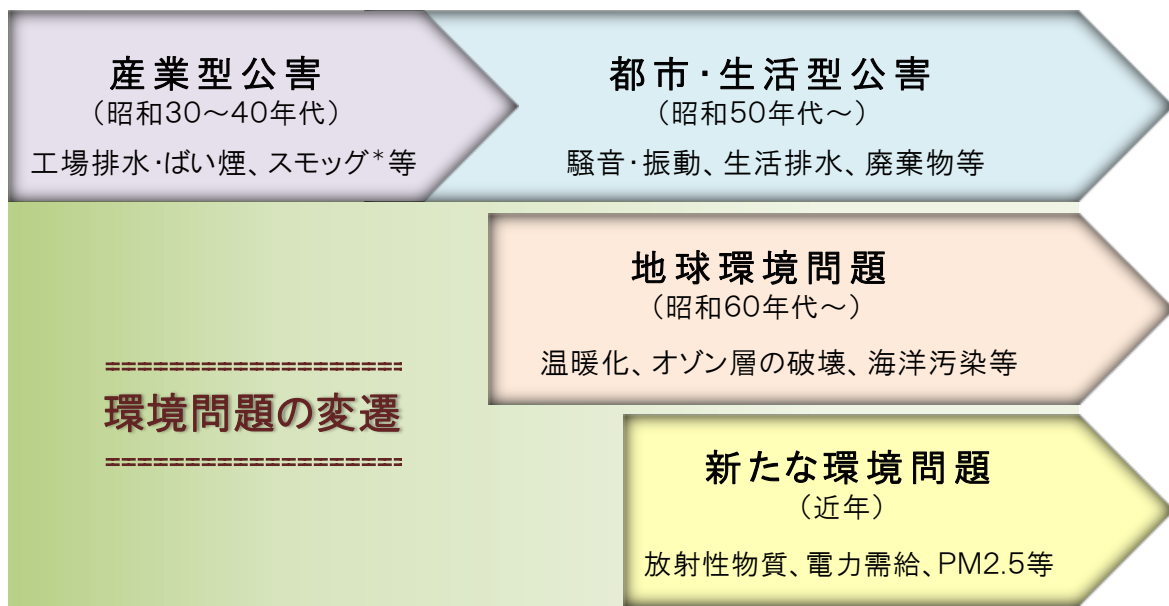 産業型公害
（昭和30～40年代）
工場排水・ばい煙、スモッグ*等
都市・生活型公害
（昭和50年代～）
騒音・振動、生活排水、廃棄物等
地球環境問題
（昭和60年代～）
温暖化、オゾン層の破壊、海洋汚染等
環境問題の変遷
新たな環境問題
（近年）
放射性物質、電力需給、PM2.5等